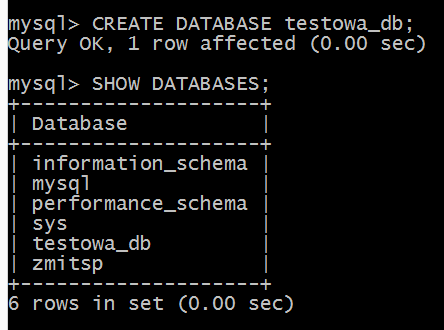 mysql> CREATE DATABASE testowa_db;
Query OK, 1 row affected (0.00 sec)
mysql> SHOW DATABASES;
+--------------------+
| Database           |
+--------------------+
| information_schema |
| mysql              |
| performance_schema |
| sys                |
| testowa_db         |
| zmitsp             |
+--------------------+
6 rows in set (0.00 sec)